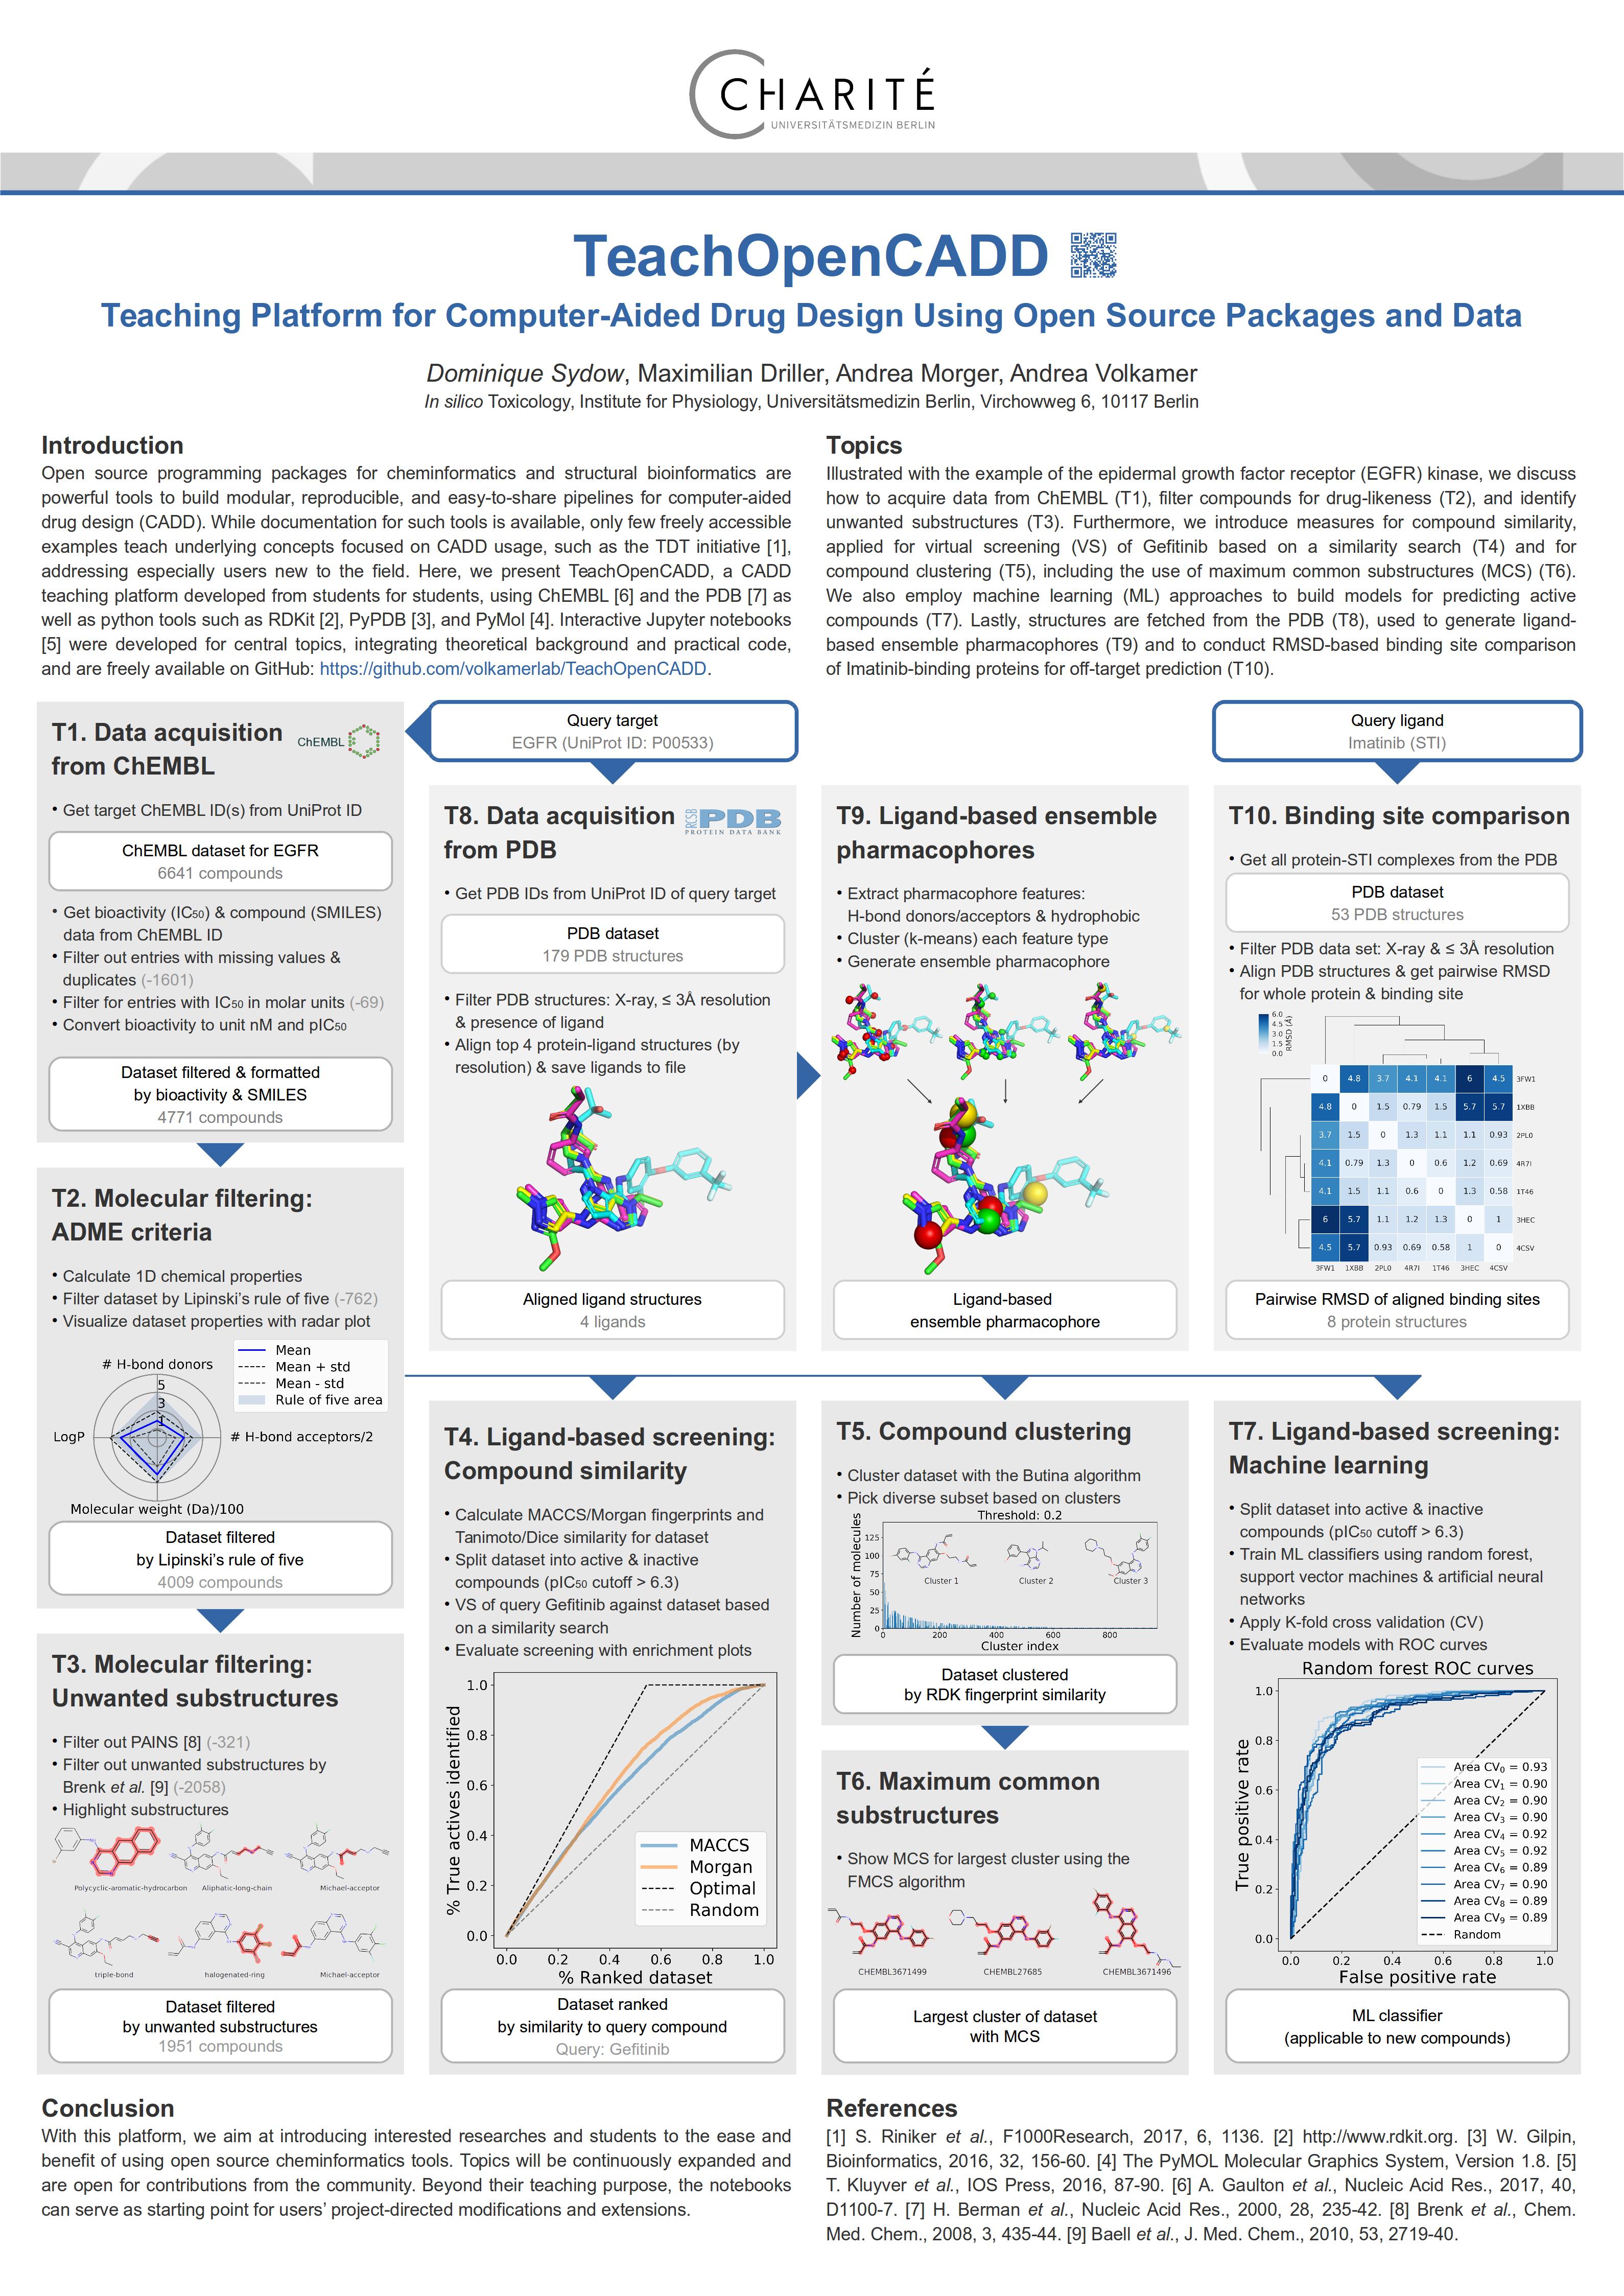 CHARITÉ
UNIVERSITÄTSMEDIZIN BERLIN
TeachOpenCADD
Teaching Platform for Computer-Aided Drug Design Using Open Source Packages and Data
Dominique Sydow, Maximilian Driller, Andrea Morger, Andrea Volkamer
In silico Toxicology, Institute for Physiology, Universitätsmedizin Berlin, Virchowweg 6, 10117 Berlin
Introduction
Open source programming packages for cheminformatics and structural bioinformatics are
powerful tools to build modular, reproducible, and easy-to-share pipelines for computer-aided
drug design (CADD). While documentation for such tools is available, only few freely accessible
examples teach underlying concepts focused on CADD usage, such as the TDT initiative [1],
addressing especially users new to the field. Here, we present TeachOpenCADD, a CADD
teaching platform developed from students for students, using ChEMBL [6] and the PDB [7] as
well as python tools such as RDKit [2], PyPDB [3], and PyMol [4]. Interactive Jupyter notebooks
[5] were developed for central topics, integrating theoretical background and practical code,
and are freely available on GitHub: https://github.com/volkamerlab/TeachOpenCADD.
Topics
Illustrated with the example of the epidermal growth factor receptor (EGFR) kinase, we discuss
how to acquire data from ChEMBL (T1), filter compounds for drug-likeness (T2), and identify
unwanted substructures (T3). Furthermore, we introduce measures for compound similarity,
applied for virtual screening (VS) of Gefitinib based on a similarity search (T4) and for
compound clustering (T5), including the use of maximum common substructures (MCS) (T6).
We also employ machine learning (ML) approaches to build models for predicting active
compounds (T7). Lastly, structures are fetched from the PDB (T8), used to generate ligand-
based ensemble pharmacophores (T9) and to conduct RMSD-based binding site comparison
of Imatinib-binding proteins for off-target prediction (T10).
T1. Data acquisition
from ChEMBL
ChEMBL
• Get target ChEMBL ID(s) from UniProt ID
ChEMBL dataset for EGFR
6641 compounds
• Get bioactivity (IC50) & compound (SMILES)
data from ChEMBL ID
• Filter out entries with missing values &
duplicates (-1601)
• Filter for entries with IC50 in molar units (-69)
• Convert bioactivity to unit nM and pIC50
Dataset filtered & formatted
by bioactivity & SMILES
4771 compounds
T2. Molecular filtering:
ADME criteria
• Calculate 1D chemical properties
• Filter dataset by Lipinski's rule of five (-762)
• Visualize dataset properties with radar plot
Mean
Mean + std
Mean - std
Rule of five area
# H-bond donors
5
3
1
LogP
# H-bond acceptors/2
Molecular weight (Da)/100
Dataset filtered
by Lipinski's rule of five
4009 compounds
T3. Molecular filtering:
Unwanted substructures
• Filter out PAINS [8] (-321)
• Filter out unwanted substructures by
Brenk et al. [9] (-2058)
• Highlight substructures
Polycyclic-aromatic-hydrocarbon Aliphatic-long-chain Michael-acceptor
triple-bond halogenated-ring Michael-acceptor
Dataset filtered
by unwanted substructures
1951 compounds
Query target
EGFR (UniProt ID: P00533)
T8. Data acquisition
from PDB
RCSB PDB
PROTEIN DATA BANK
• Get PDB IDs from UniProt ID of query target
PDB dataset
179 PDB structures
• Filter PDB structures: X-ray, ≤ 3Å resolution
& presence of ligand
• Align top 4 protein-ligand structures (by
resolution) & save ligands to file
Aligned ligand structures
4 ligands
T9. Ligand-based ensemble
pharmacophores
• Extract pharmacophore features:
H-bond donors/acceptors & hydrophobic
• Cluster (k-means) each feature type
• Generate ensemble pharmacophore
Ligand-based
ensemble pharmacophore
Query ligand
Imatinib (STI)
T10. Binding site comparison
• Get all protein-STI complexes from the PDB
PDB dataset
53 PDB structures
• Filter PDB data set: X-ray & ≤ 3Å resolution
• Align PDB structures & get pairwise RMSD
for whole protein & binding site
6.0
4.5
3.0
1.5
0.0
RMSD (Å)
0 4.8 3.7 4.1 4.1 6 4.5 3FW1
4.8 0 1.5 0.79 1.5 5.7 5.7 1XBB
3.7 1.5 0 1.3 1.1 1.1 0.93 2PL0
4.1 0.79 1.3 0 0.6 1.2 0.69 4R7I
4.1 1.5 1.1 0.6 0 1.3 0.58 1T46
6 5.7 1.1 1.2 1.3 0 1 3HEC
4.5 5.7 0.93 0.69 0.58 1 0 4CSV
3FW1 1XBB 2PL0 4R7I 1T46 3HEC 4CSV
Pairwise RMSD of aligned binding sites
8 protein structures
T4. Ligand-based screening:
Compound similarity
• Calculate MACCS/Morgan fingerprints and
Tanimoto/Dice similarity for dataset
• Split dataset into active & inactive
compounds (pIC50 cutoff > 6.3)
• VS of query Gefitinib against dataset based
on a similarity search
• Evaluate screening with enrichment plots
% True actives identified
1.0
0.8
0.6
0.4
0.2
0.0
MACCS
Morgan
Optimal
Random
0.0 0.2 0.4 0.6 0.8 1.0
% Ranked dataset
Dataset ranked
by similarity to query compound
Query: Gefitinib
T5. Compound clustering
• Cluster dataset with the Butina algorithm
• Pick diverse subset based on clusters
Threshold: 0.2
Number of molecules
125
100
75
50
25
0
Cluster 1 Cluster 2 Cluster 3
0 200 400 600 800
Cluster index
Dataset clustered
by RDK fingerprint similarity
T6. Maximum common
substructures
• Show MCS for largest cluster using the
FMCS algorithm
CHEMBL3671499 CHEMBL27685 CHEMBL3671496
Largest cluster of dataset
with MCS
T7. Ligand-based screening:
Machine learning
• Split dataset into active & inactive
compounds (pIC50 cutoff > 6.3)
• Train ML classifiers using random forest,
support vector machines & artificial neural
networks
• Apply K-fold cross validation (CV)
• Evaluate models with ROC curves
Random forest ROC curves
True positive rate
1.0
0.8
0.6
0.4
0.2
0.0
Area CV0 = 0.93
Area CV1 = 0.90
Area CV2 = 0.90
Area CV3 = 0.90
Area CV4 = 0.92
Area CV5 = 0.92
Area CV6 = 0.89
Area CV7 = 0.90
Area CV8 = 0.89
Area CV9 = 0.89
Random
0.0 0.2 0.4 0.6 0.8 1.0
False positive rate
ML classifier
(applicable to new compounds)
Conclusion
With this platform, we aim at introducing interested researches and students to the ease and
benefit of using open source cheminformatics tools. Topics will be continuously expanded and
are open for contributions from the community. Beyond their teaching purpose, the notebooks
can serve as starting point for users' project-directed modifications and extensions.
References
[1] S. Riniker et al., F1000Research, 2017, 6, 1136. [2] http://www.rdkit.org. [3] W. Gilpin,
Bioinformatics, 2016, 32, 156-60. [4] The PyMOL Molecular Graphics System, Version 1.8. [5]
T. Kluyver et al., IOS Press, 2016, 87-90. [6] A. Gaulton et al., Nucleic Acid Res., 2017, 40,
D1100-7. [7] H. Berman et al., Nucleic Acid Res., 2000, 28, 235-42. [8] Brenk et al., Chem.
Med. Chem., 2008, 3, 435-44. [9] Baell et al., J. Med. Chem., 2010, 53, 2719-40.